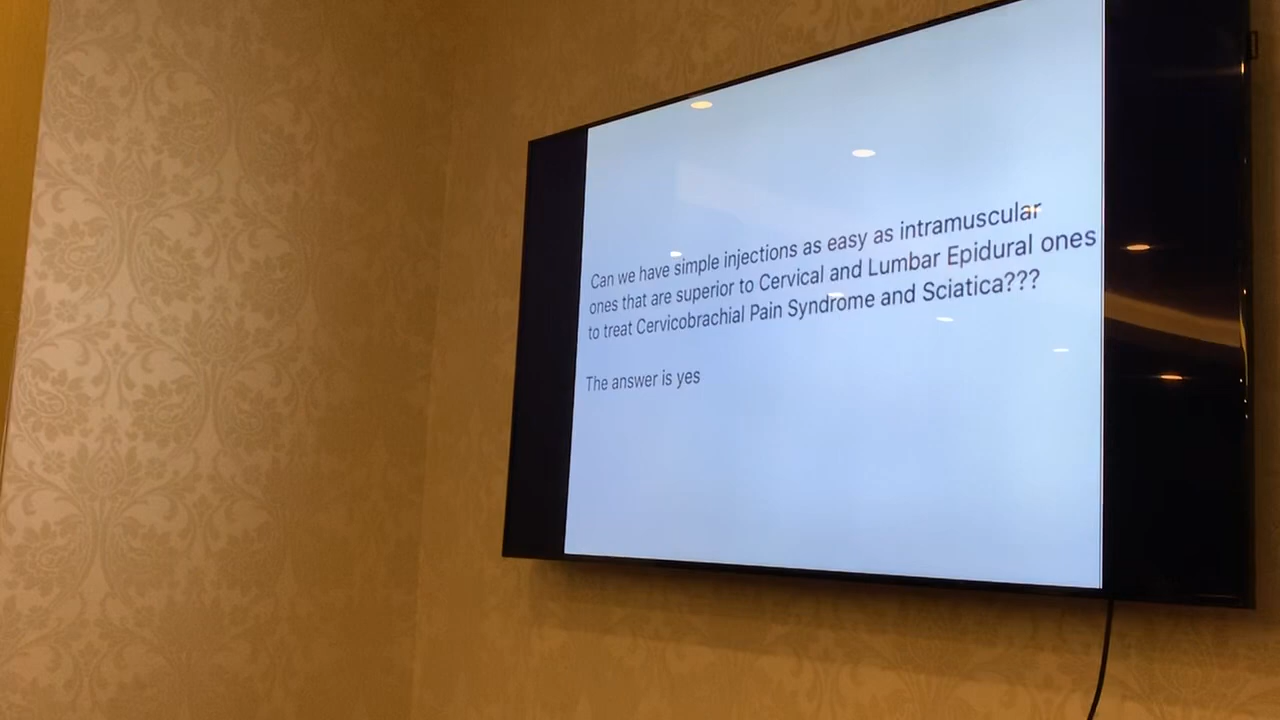 Can we have simple injections as easy as intramuscular
ones that are superior to Cervical and Lumbar Epidural ones
to treat Cervicobrachial Pain Syndrome and Sciatica???
The answer is yes